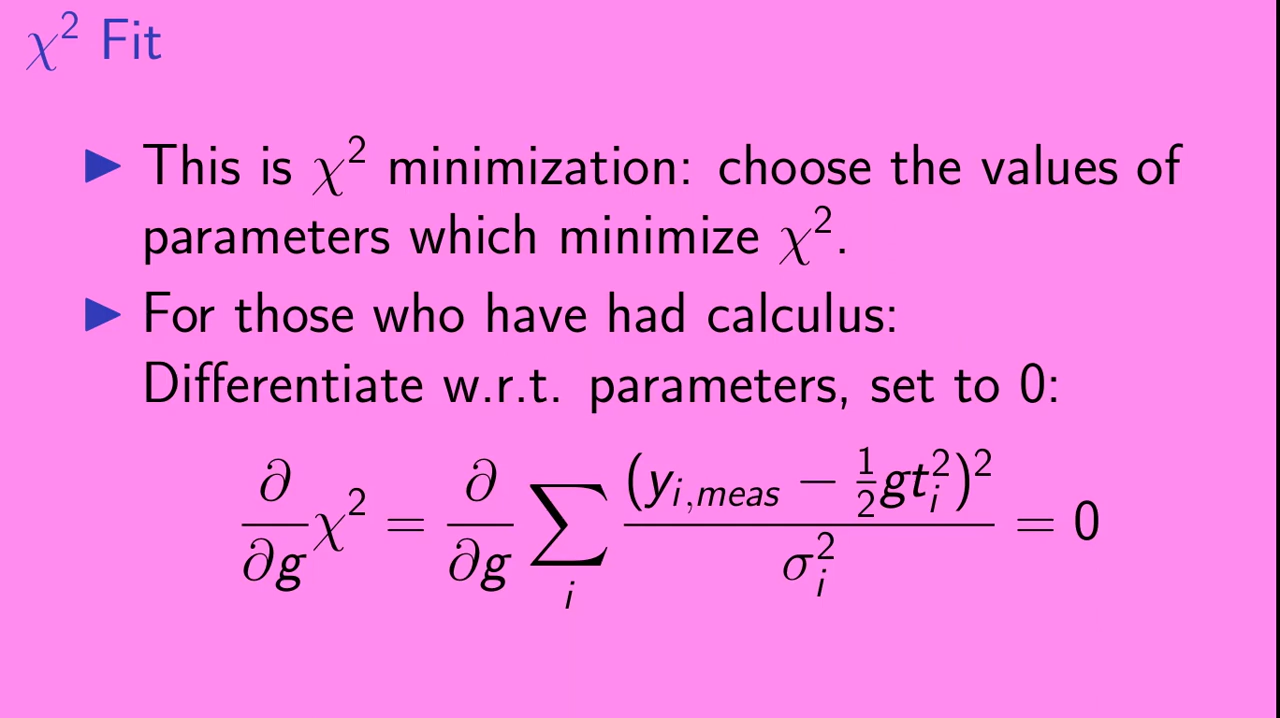 χ² Fit
▶ This is χ² minimization: choose the values of
parameters which minimize χ².
▶ For those who have had calculus:
Differentiate w.r.t. parameters, set to 0:
∂/∂g χ² = ∂/∂g ∑_i (y_{i,meas} − ½gt_i²)² / σ_i² = 0